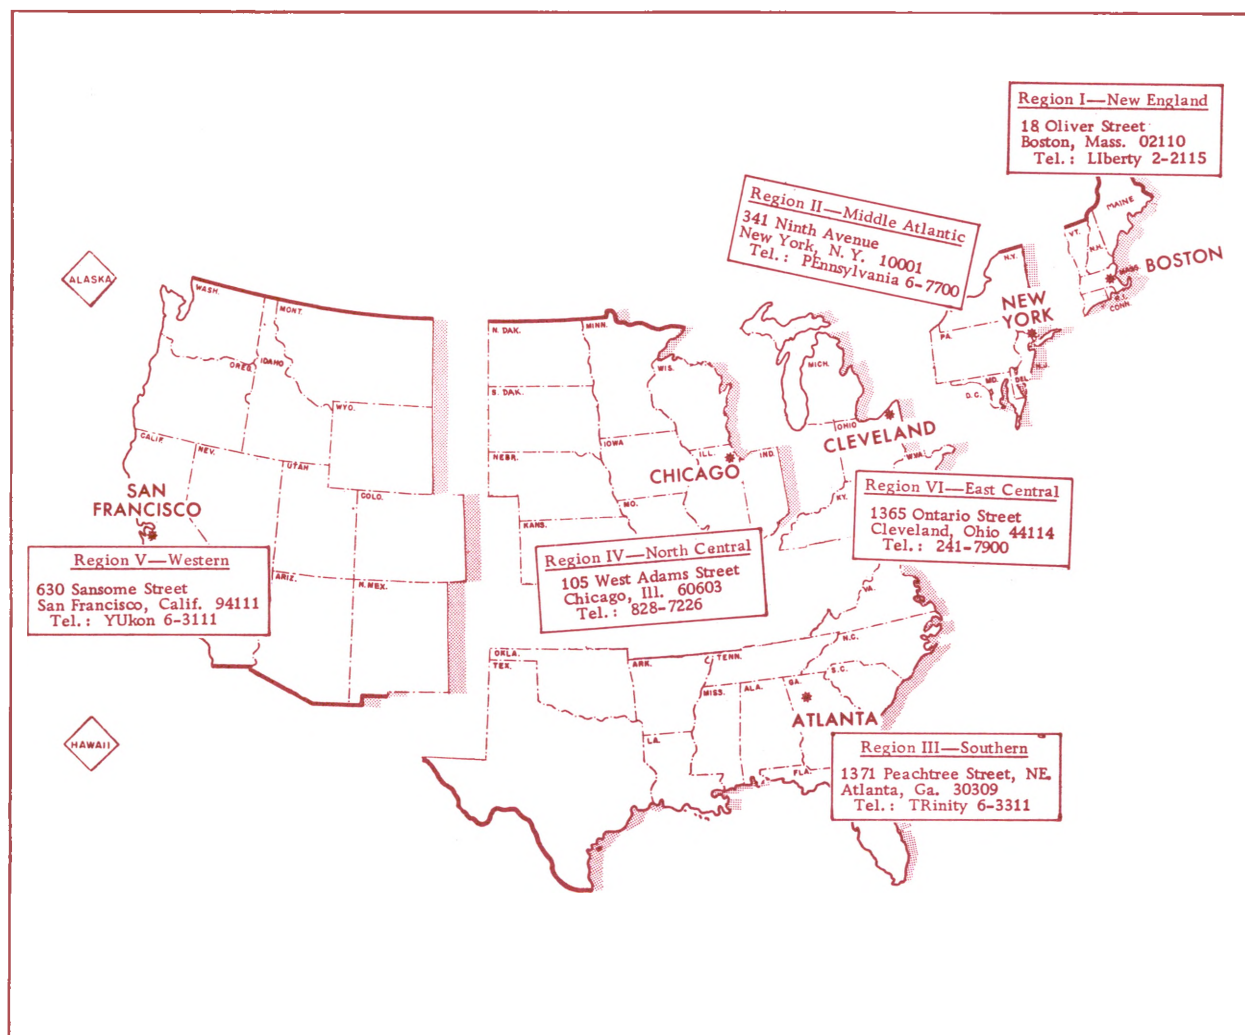 Region I—New England
18 Oliver Street
Boston, Mass. 02110
Tel.: LIberty 2-2115
Region II—Middle Atlantic
341 Ninth Avenue
New York, N. Y. 10001
Tel.: PEnnsylvania 6-7700
MAINE
VT.
N.H.
MASS.
BOSTON
R.I.
CONN.
N.Y.
NEW
YORK
PA.
N.J.
MD.
DEL.
D.C.
ALASKA
WASH.
MONT.
OREG.
IDAHO
WYO.
CALIF.
NEV.
UTAH
COLO.
SAN
FRANCISCO
Region V—Western
630 Sansome Street
San Francisco, Calif. 94111
Tel.: YUkon 6-3111
ARIZ.
N.MEX.
N. DAK.
MINN.
S. DAK.
WIS.
MICH.
IOWA
NEBR.
ILL.
IND.
OHIO
CLEVELAND
CHICAGO
MO.
KANS.
KY.
W.VA.
Region VI—East Central
1365 Ontario Street
Cleveland, Ohio 44114
Tel.: 241-7900
Region IV—North Central
105 West Adams Street
Chicago, Ill. 60603
Tel.: 828-7226
VA.
N.C.
OKLA.
TEX.
ARK.
TENN.
S.C.
MISS.
ALA.
GA.
ATLANTA
LA.
FLA.
HAWAII
Region III—Southern
1371 Peachtree Street, NE.
Atlanta, Ga. 30309
Tel.: TRinity 6-3311